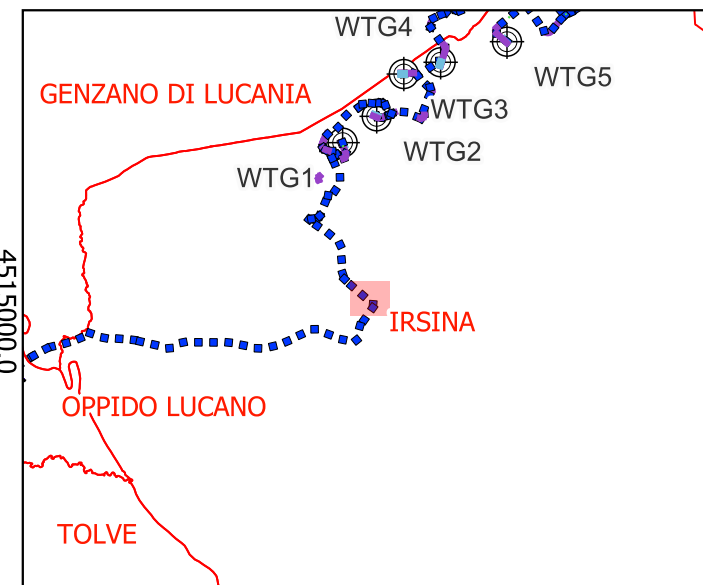 WTG4
WTG5
GENZANO DI LUCANIA
WTG3
WTG2
WTG1
4515000.0
IRSINA
OPPIDO LUCANO
TOLVE